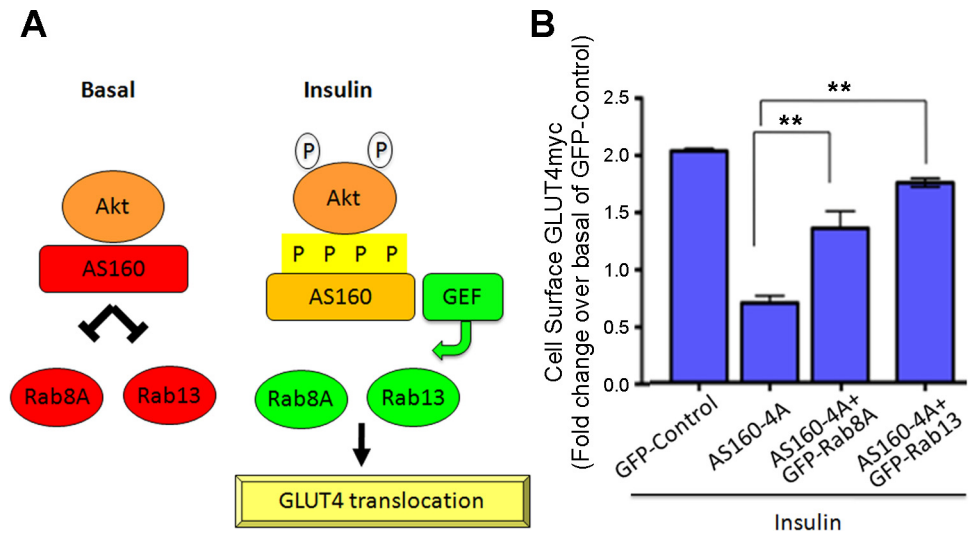 A
Basal
Insulin
Akt
AS160
Rab8A
Rab13
P
P
Akt
P P P P
AS160
GEF
Rab8A
Rab13
GLUT4 translocation
B
Cell Surface GLUT4myc
(Fold change over basal of GFP-Control)
2.5
2.0
1.5
1.0
0.5
0.0
**
**
GFP-Control
AS160-4A
AS160-4A+
GFP-Rab8A
AS160-4A+
GFP-Rab13
Insulin